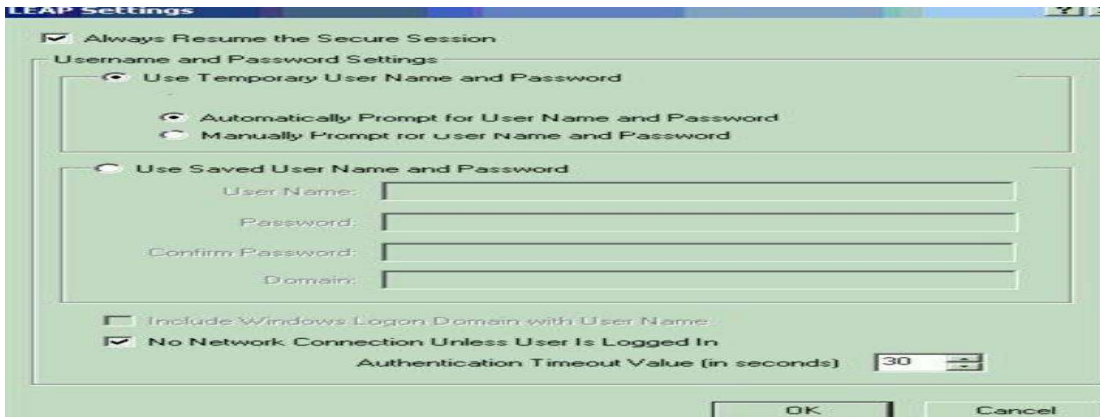 LEAP Settings
Always Resume the Secure Session
Username and Password Settings
Use Temporary User Name and Password
Automatically Prompt for User Name and Password
Manually Prompt for User Name and Password
Use Saved User Name and Password
User Name:
Password:
Confirm Password:
Domain:
Include Windows Logon Domain with User Name
No Network Connection Unless User Is Logged In
Authentication Timeout Value (in seconds) 30
OK Cancel